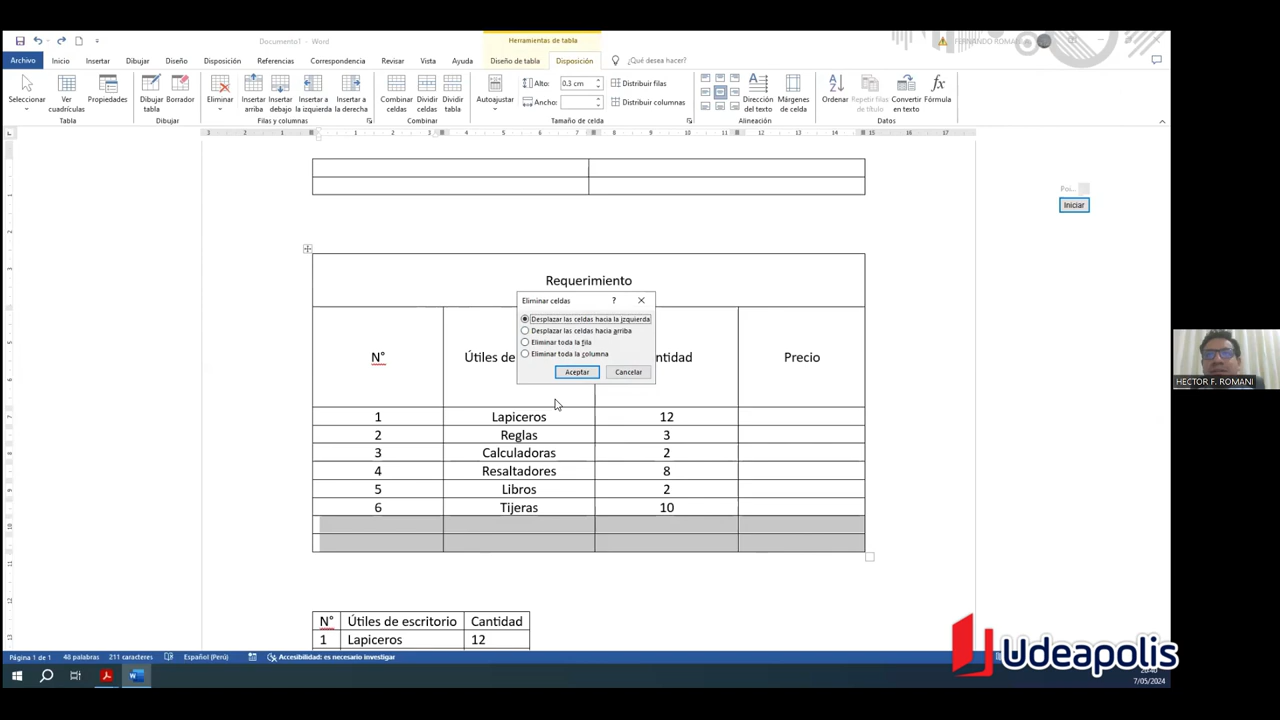 Documento1 - Word
Herramientas de tabla
Archivo Inicio Insertar Dibujar Diseño Disposición Referencias Correspondencia Revisar Vista Ayuda Diseño de tabla Disposición ¿Qué desea hacer?
Seleccionar Ver cuadrículas Propiedades
Tabla
Dibujar tabla Borrador
Dibujar
Eliminar Insertar arriba Insertar debajo Insertar a la izquierda Insertar a la derecha
Filas y columnas
Combinar celdas Dividir celdas Dividir tabla
Combinar
Autoajustar Alto: 0.3 cm Distribuir filas
Ancho: Distribuir columnas
Tamaño de celda
Dirección del texto Márgenes de celda
Alineación
Ordenar Repetir filas de título Convertir en texto Fórmula
Datos
Iniciar
Requerimiento
Eliminar celdas ?
Desplazar las celdas hacia la izquierda
Desplazar las celdas hacia arriba
Eliminar toda la fila
Eliminar toda la columna
Aceptar Cancelar
N° Útiles de ntidad Precio
1 Lapiceros 12
2 Reglas 3
3 Calculadoras 2
4 Resaltadores 8
5 Libros 2
6 Tijeras 10
N° Útiles de escritorio Cantidad
1 Lapiceros 12
HECTOR F. ROMANI
Página 1 de 1 48 palabras 211 caracteres Español (Perú) Accesibilidad: es necesario investigar
Udeapolis
7/05/2024